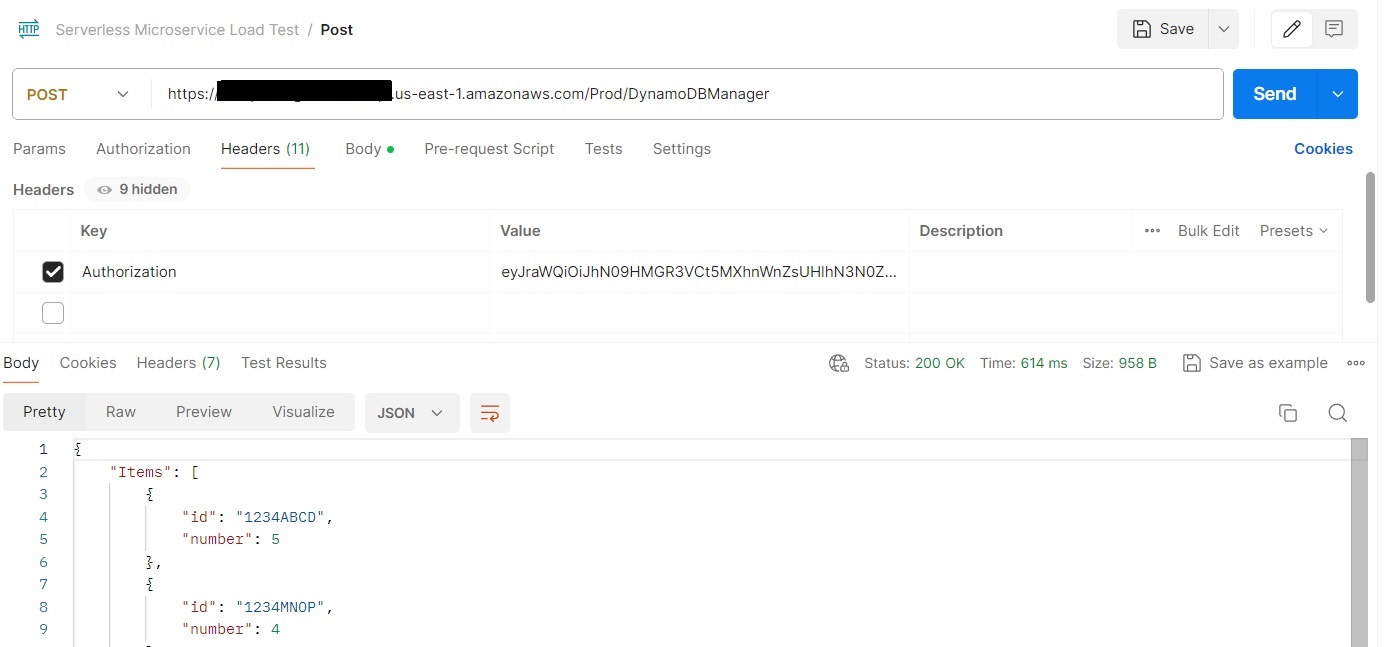 HTTP Serverless Microservice Load Test / Post Save
POST https:/ .us-east-1.amazonaws.com/Prod/DynamoDBManager Send
Params Authorization Headers (11) Body Pre-request Script Tests Settings Cookies
Headers 9 hidden
Key Value Description Bulk Edit Presets
Authorization eyJraWQiOiJhN09HMGR3VCt5MXhnWnZsUHlhN3N0Z...
Body Cookies Headers (7) Test Results Status: 200 OK Time: 614 ms Size: 958 B Save as example
Pretty Raw Preview Visualize JSON
1 {
2 "Items": [
3 {
4 "id": "1234ABCD",
5 "number": 5
6 },
7 {
8 "id": "1234MNOP",
9 "number": 4